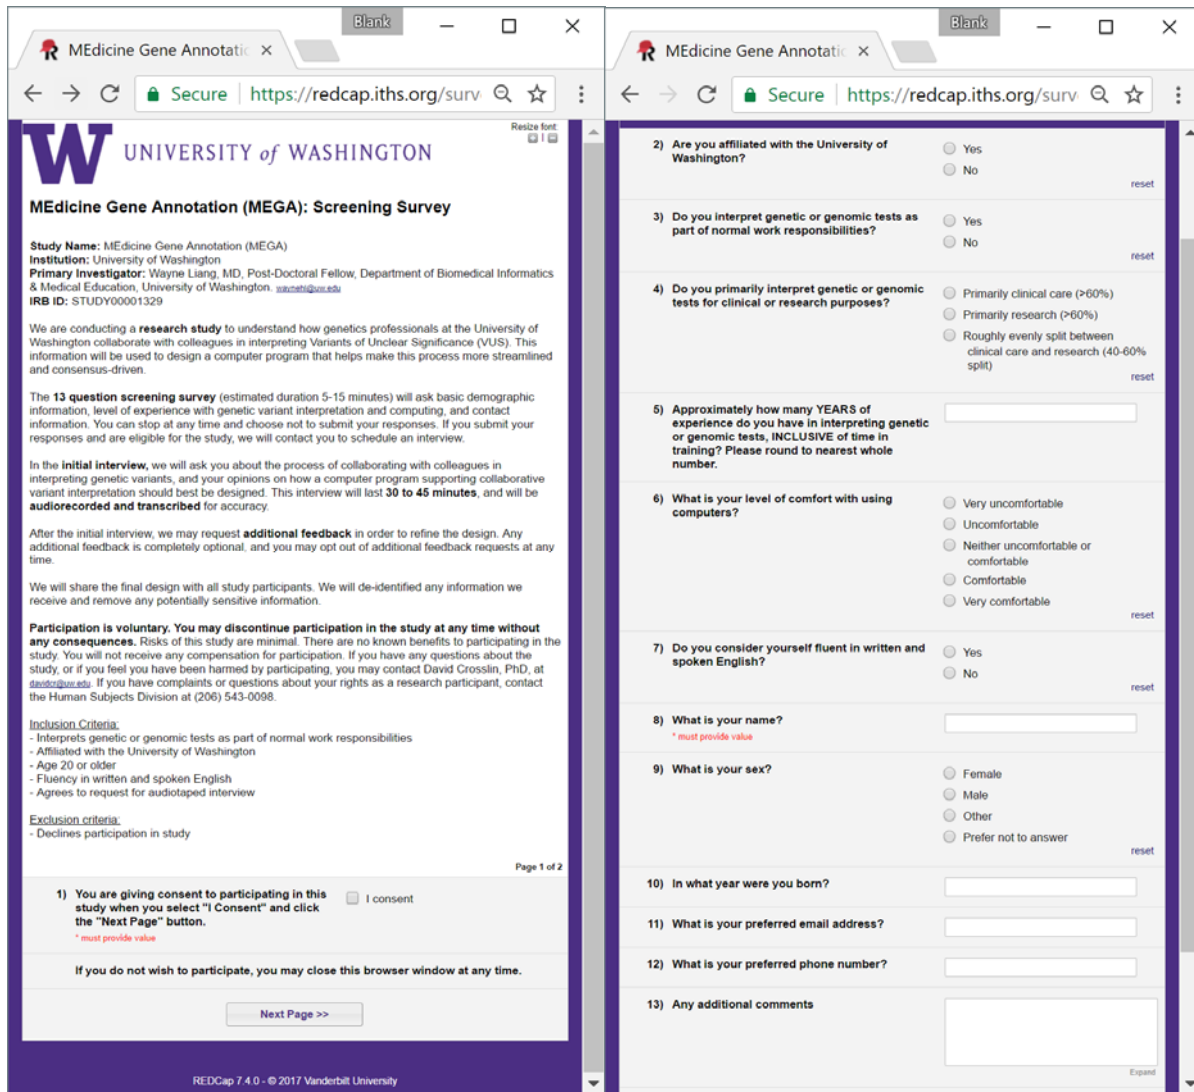 Blank
MEdicine Gene Annotatic
Secure | https://redcap.iths.org/surv
Resize font:
W UNIVERSITY of WASHINGTON
MEdicine Gene Annotation (MEGA): Screening Survey
Study Name: MEdicine Gene Annotation (MEGA)
Institution: University of Washington
Primary Investigator: Wayne Liang, MD, Post-Doctoral Fellow, Department of Biomedical Informatics
& Medical Education, University of Washington. waynehl@uw.edu
IRB ID: STUDY00001329
We are conducting a research study to understand how genetics professionals at the University of
Washington collaborate with colleagues in interpreting Variants of Unclear Significance (VUS). This
information will be used to design a computer program that helps make this process more streamlined
and consensus-driven.
The 13 question screening survey (estimated duration 5-15 minutes) will ask basic demographic
information, level of experience with genetic variant interpretation and computing, and contact
information. You can stop at any time and choose not to submit your responses. If you submit your
responses and are eligible for the study, we will contact you to schedule an interview.
In the initial interview, we will ask you about the process of collaborating with colleagues in
interpreting genetic variants, and your opinions on how a computer program supporting collaborative
variant interpretation should best be designed. This interview will last 30 to 45 minutes, and will be
audiorecorded and transcribed for accuracy.
After the initial interview, we may request additional feedback in order to refine the design. Any
additional feedback is completely optional, and you may opt out of additional feedback requests at any
time.
We will share the final design with all study participants. We will de-identified any information we
receive and remove any potentially sensitive information.
Participation is voluntary. You may discontinue participation in the study at any time without
any consequences. Risks of this study are minimal. There are no known benefits to participating in the
study. You will not receive any compensation for participation. If you have any questions about the
study, or if you feel you have been harmed by participating, you may contact David Crosslin, PhD, at
davidcr@uw.edu. If you have complaints or questions about your rights as a research participant, contact
the Human Subjects Division at (206) 543-0098.
Inclusion Criteria:
- Interprets genetic or genomic tests as part of normal work responsibilities
- Affiliated with the University of Washington
- Age 20 or older
- Fluency in written and spoken English
- Agrees to request for audiotaped interview
Exclusion criteria:
- Declines participation in study
Page 1 of 2
1) You are giving consent to participating in this
study when you select "I Consent" and click
the "Next Page" button.
* must provide value
I consent
If you do not wish to participate, you may close this browser window at any time.
Next Page >>
REDCap 7.4.0 - © 2017 Vanderbilt University
Blank
MEdicine Gene Annotatic
Secure | https://redcap.iths.org/surv
2) Are you affiliated with the University of
Washington?
Yes
No
reset
3) Do you interpret genetic or genomic tests as
part of normal work responsibilities?
Yes
No
reset
4) Do you primarily interpret genetic or genomic
tests for clinical or research purposes?
Primarily clinical care (>60%)
Primarily research (>60%)
Roughly evenly split between
clinical care and research (40-60%
split)
reset
5) Approximately how many YEARS of
experience do you have in interpreting genetic
or genomic tests, INCLUSIVE of time in
training? Please round to nearest whole
number.
6) What is your level of comfort with using
computers?
Very uncomfortable
Uncomfortable
Neither uncomfortable or
comfortable
Comfortable
Very comfortable
reset
7) Do you consider yourself fluent in written and
spoken English?
Yes
No
reset
8) What is your name?
* must provide value
9) What is your sex?
Female
Male
Other
Prefer not to answer
reset
10) In what year were you born?
11) What is your preferred email address?
12) What is your preferred phone number?
13) Any additional comments
Expand